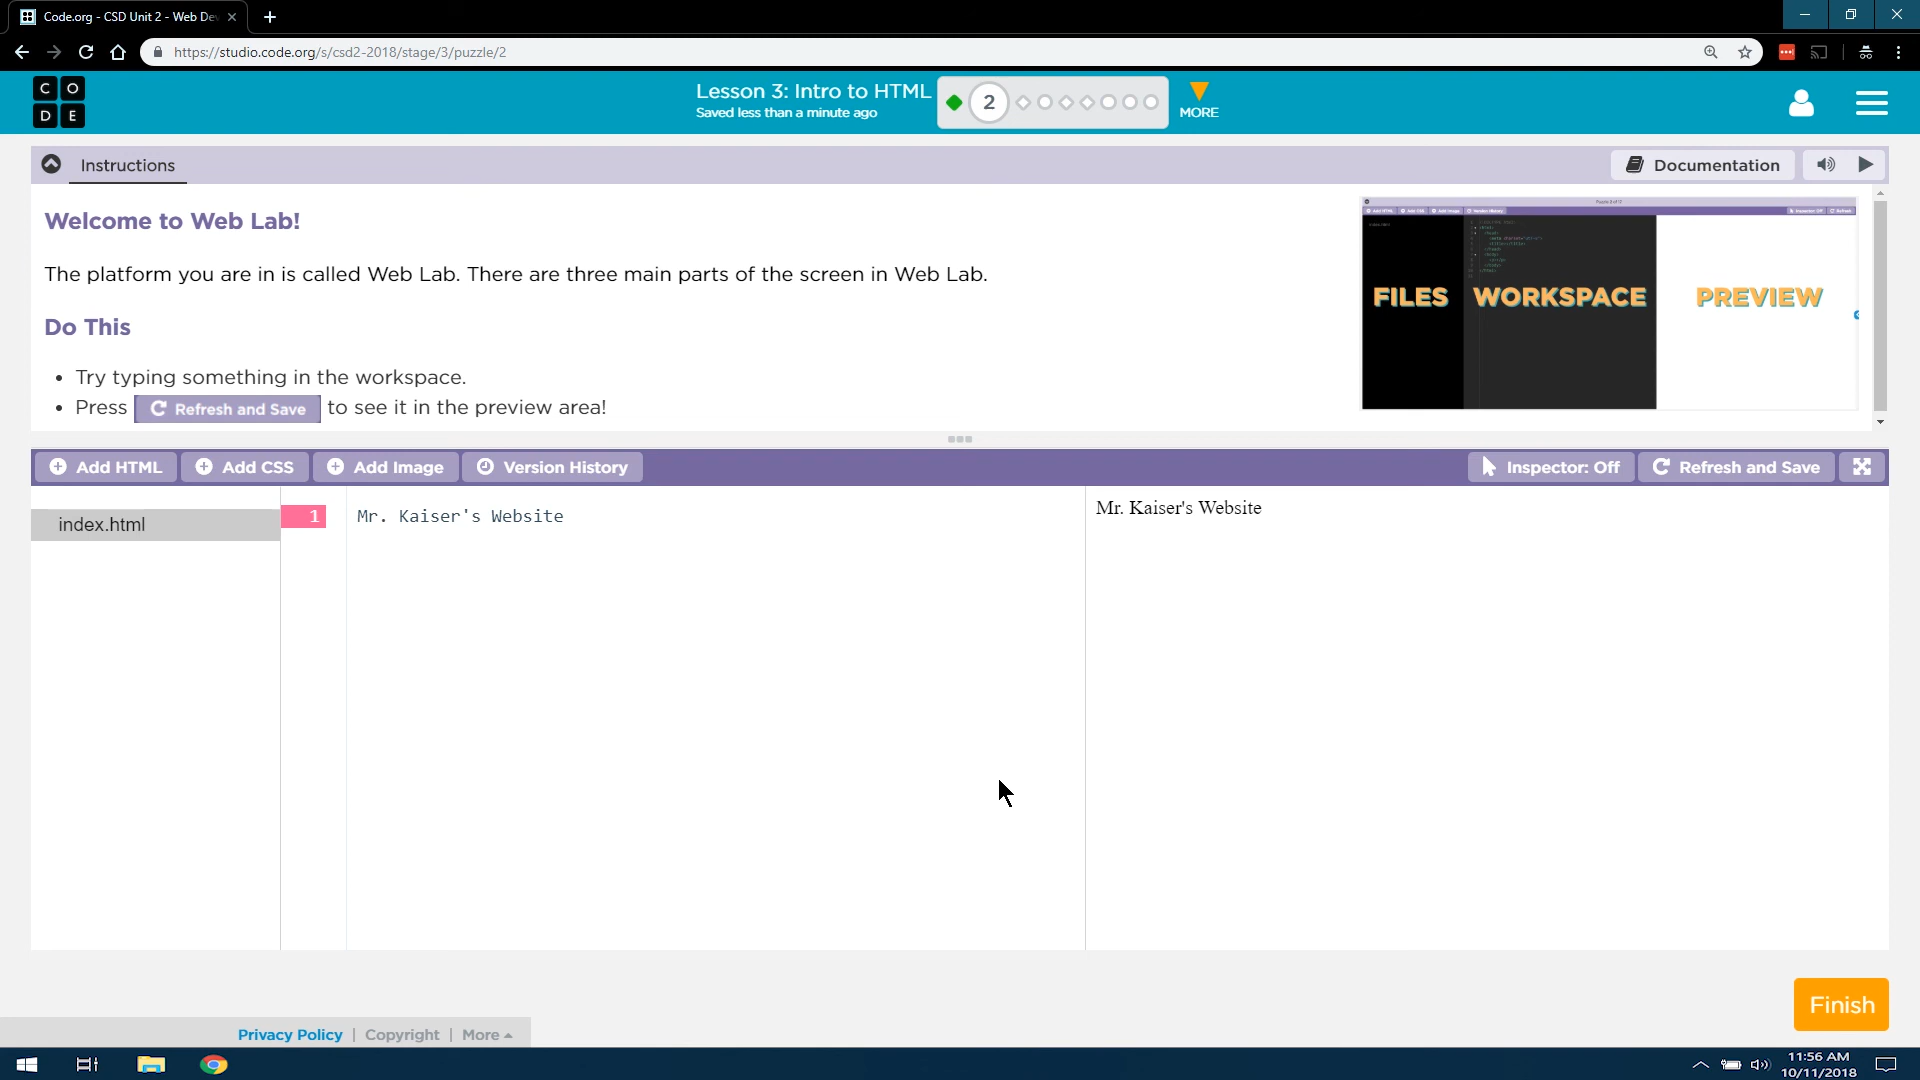 Code.org - CSD Unit 2 - Web De
https://studio.code.org/s/csd2-2018/stage/3/puzzle/2
C O
D E
Lesson 3: Intro to HTML
Saved less than a minute ago
2
MORE
Instructions
Documentation
Welcome to Web Lab!
The platform you are in is called Web Lab. There are three main parts of the screen in Web Lab.
Do This
• Try typing something in the workspace.
• Press Refresh and Save to see it in the preview area!
FILES WORKSPACE PREVIEW
Add HTML Add CSS Add Image Version History Inspector: Off Refresh and Save
index.html
1 Mr. Kaiser's Website
Mr. Kaiser's Website
Finish
Privacy Policy | Copyright | More
11:56 AM
10/11/2018